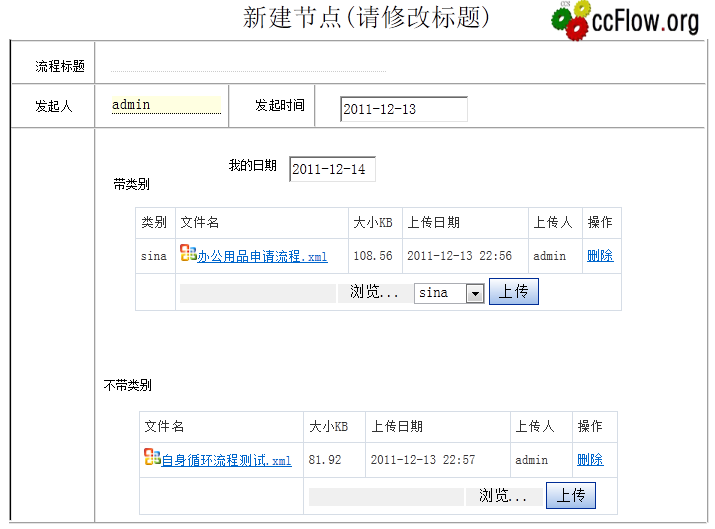 新建节点(请修改标题)
ccFlow.org
流程标题
发起人 admin 发起时间 2011-12-13
我的日期 2011-12-14
带类别
类别 文件名 大小KB 上传日期 上传人 操作
sina 办公用品申请流程.xml 108.56 2011-12-13 22:56 admin 删除
浏览... sina 上传
不带类别
文件名 大小KB 上传日期 上传人 操作
自身循环流程测试.xml 81.92 2011-12-13 22:57 admin 删除
浏览... 上传